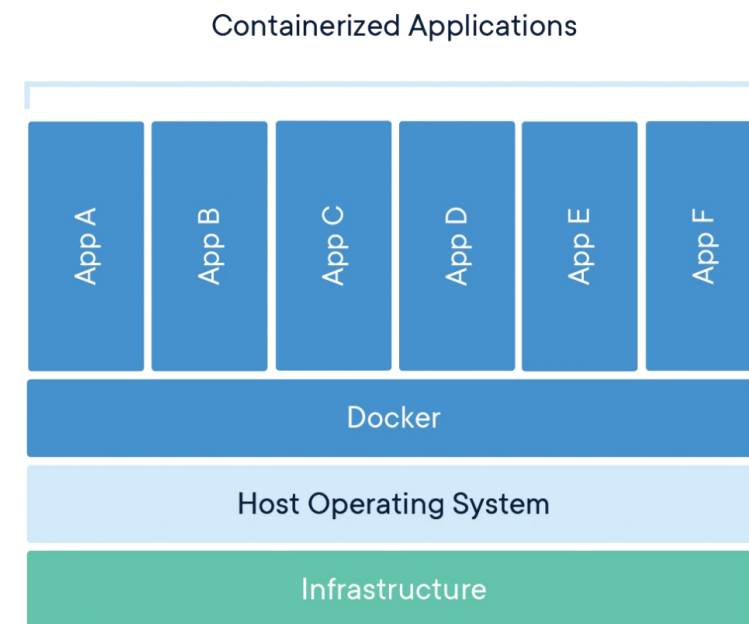 Containerized Applications
App A
App B
App C
App D
App E
App F
Docker
Host Operating System
Infrastructure